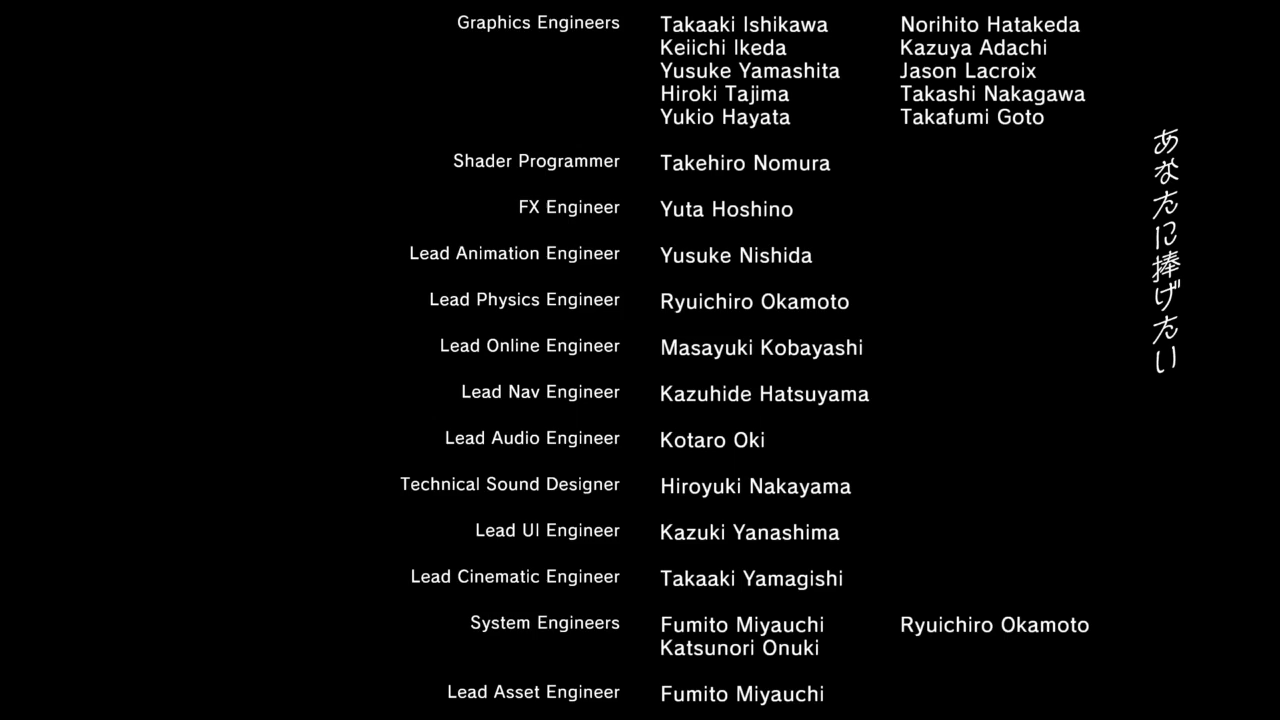 Graphics Engineers Takaaki Ishikawa Norihito Hatakeda
Keiichi Ikeda Kazuya Adachi
Yusuke Yamashita Jason Lacroix
Hiroki Tajima Takashi Nakagawa
Yukio Hayata Takafumi Goto
Shader Programmer Takehiro Nomura
FX Engineer Yuta Hoshino
Lead Animation Engineer Yusuke Nishida
Lead Physics Engineer Ryuichiro Okamoto
Lead Online Engineer Masayuki Kobayashi
Lead Nav Engineer Kazuhide Hatsuyama
Lead Audio Engineer Kotaro Oki
Technical Sound Designer Hiroyuki Nakayama
Lead UI Engineer Kazuki Yanashima
Lead Cinematic Engineer Takaaki Yamagishi
System Engineers Fumito Miyauchi Ryuichiro Okamoto
Katsunori Onuki
Lead Asset Engineer Fumito Miyauchi
あなたに捧げたい